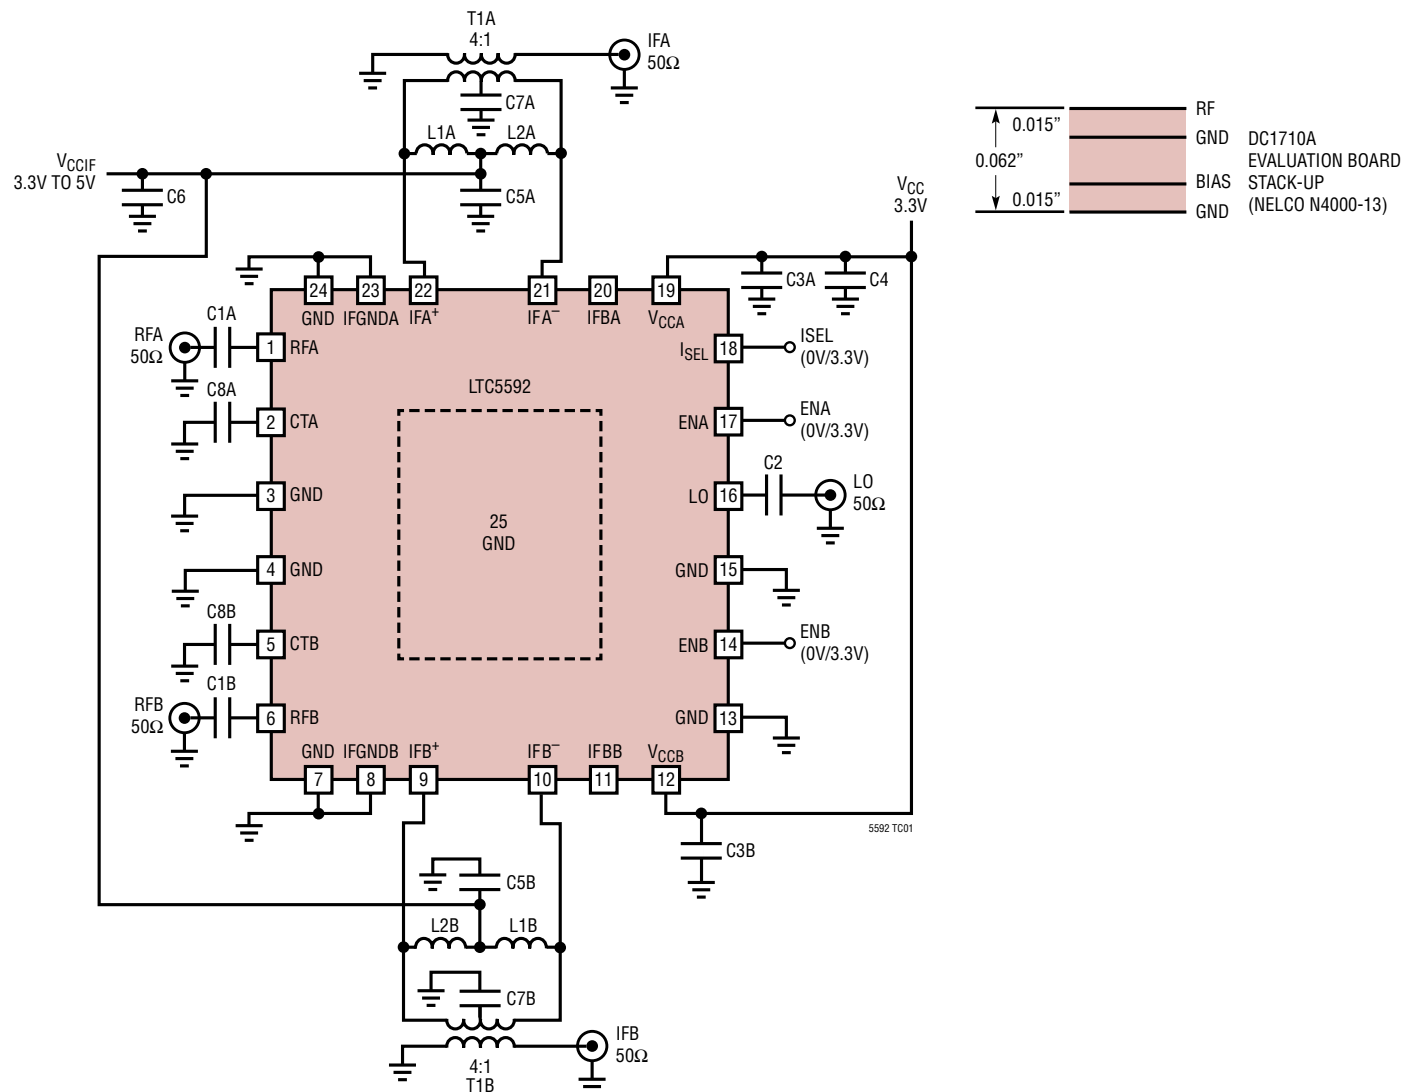 T1A
4:1
IFA
50Ω
C7A
L1A
L2A
VCCIF
3.3V TO 5V
C6
C5A
RF
0.015”
GND
DC1710A
EVALUATION BOARD
STACK-UP
(NELCO N4000-13)
0.062”
BIAS
0.015”
GND
VCC
3.3V
C3A
C4
24
23
22
21
20
19
GND
IFGNDA
IFA+
IFA–
IFBA
VCCA
C1A
RFA
50Ω
1
RFA
ISEL
18
ISEL
(0V/3.3V)
LTC5592
C8A
2
CTA
ENA
17
ENA
(0V/3.3V)
3
GND
LO
16
C2
LO
50Ω
25
GND
4
GND
GND
15
C8B
5
CTB
ENB
14
ENB
(0V/3.3V)
C1B
RFB
50Ω
6
RFB
GND
13
GND
IFGNDB
IFB+
IFB–
IFBB
VCCB
7
8
9
10
11
12
5592 TC01
C3B
C5B
L2B
L1B
C7B
IFB
50Ω
4:1
T1B